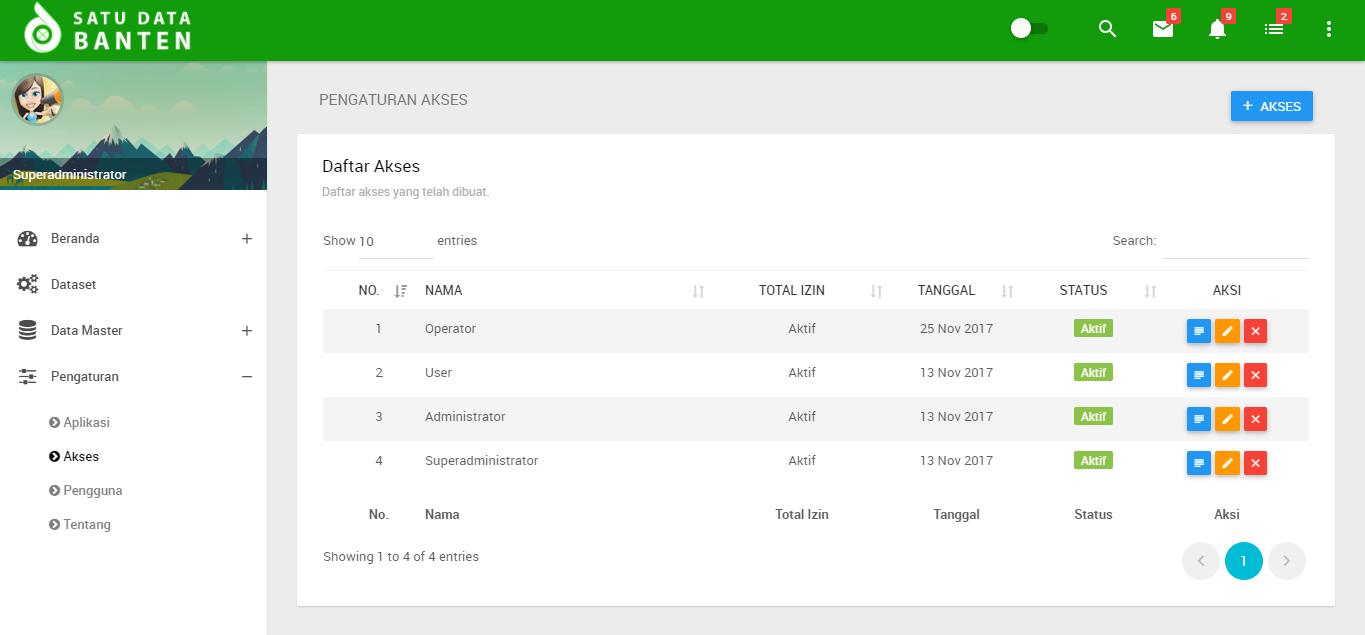 SATU DATA
BANTEN
6
9
2
Superadministrator
Beranda
Dataset
Data Master
Pengaturan
Aplikasi
Akses
Pengguna
Tentang
PENGATURAN AKSES
+ AKSES
Daftar Akses
Daftar akses yang telah dibuat.
Show 10 entries
Search:
NO. NAMA TOTAL IZIN TANGGAL STATUS AKSI
1 Operator Aktif 25 Nov 2017 Aktif
2 User Aktif 13 Nov 2017 Aktif
3 Administrator Aktif 13 Nov 2017 Aktif
4 Superadministrator Aktif 13 Nov 2017 Aktif
No. Nama Total Izin Tanggal Status Aksi
Showing 1 to 4 of 4 entries
1